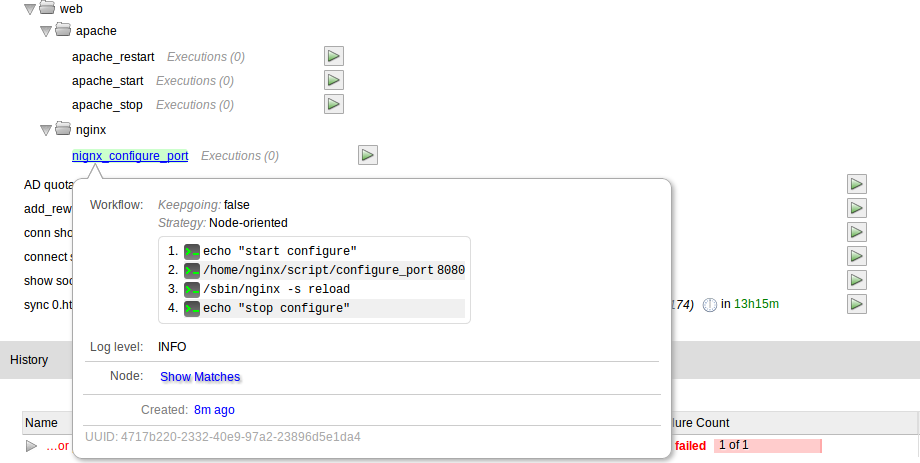 web
apache
apache_restart Executions (0)
apache_start Executions (0)
apache_stop Executions (0)
nginx
nignx_configure_port Executions (0)
AD quota
add_rew
conn sho
connect s
show soc
sync 0.ht 174) in 13h15m
Workflow: Keepgoing: false
Strategy: Node-oriented
1. echo "start configure"
2. /home/nginx/script/configure_port 8080
3. /sbin/nginx -s reload
4. echo "stop configure"
Log level: INFO
Node: Show Matches
Created: 8m ago
UUID: 4717b220-2332-40e9-97a2-23896d5e1da4
History
Name lure Count
...or failed 1 of 1